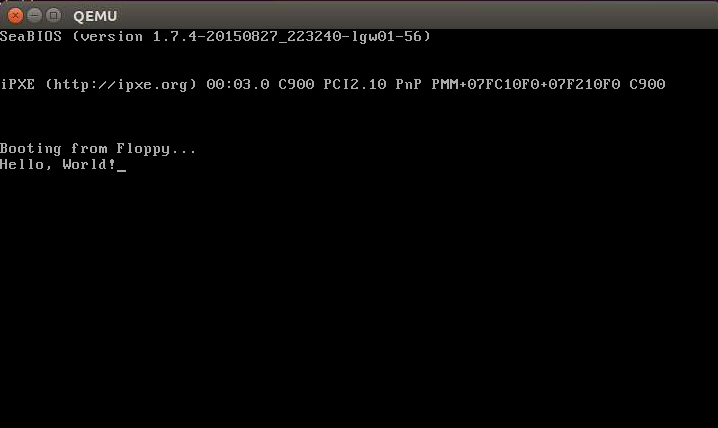 QEMU
SeaBIOS (version 1.7.4-20150827_223240-lgw01-56)
iPXE (http://ipxe.org) 00:03.0 C900 PCI2.10 PnP PMM+07FC10F0+07F210F0 C900
Booting from Floppy...
Hello, World!_